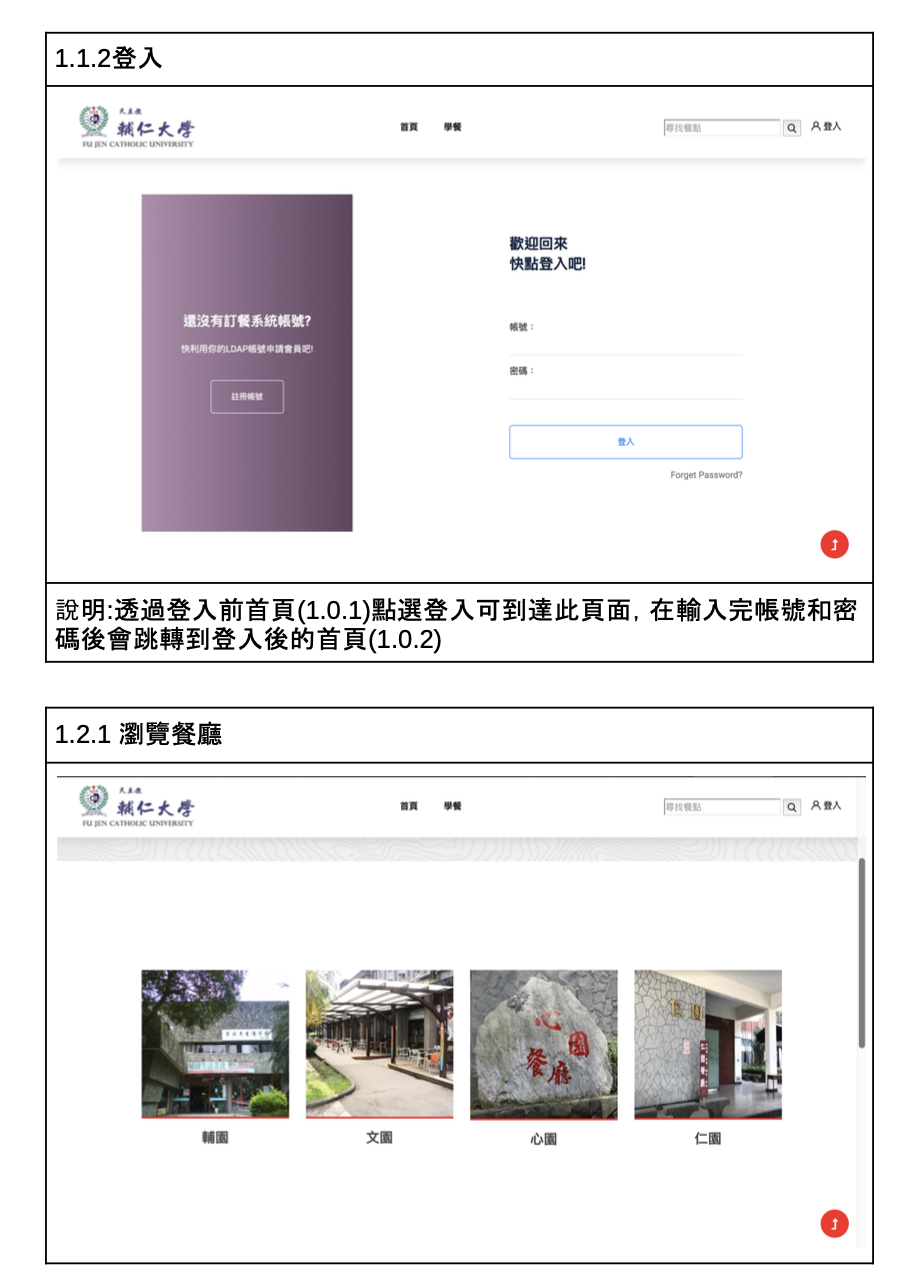 1.1.2登入
天主教
輔仁大學
FU JEN CATHOLIC UNIVERSITY
首頁 學餐
尋找餐點
登入
歡迎回來
快點登入吧!
還沒有訂餐系統帳號?
快利用你的LDAP帳號申請會員吧!
註冊帳號
帳號：
密碼：
登入
Forget Password?
說明:透過登入前首頁(1.0.1)點選登入可到達此頁面, 在輸入完帳號和密
碼後會跳轉到登入後的首頁(1.0.2)
1.2.1 瀏覽餐廳
天主教
輔仁大學
FU JEN CATHOLIC UNIVERSITY
首頁 學餐
尋找餐點
登入
心園
餐廳
仁園
輔園
文園
心園
仁園